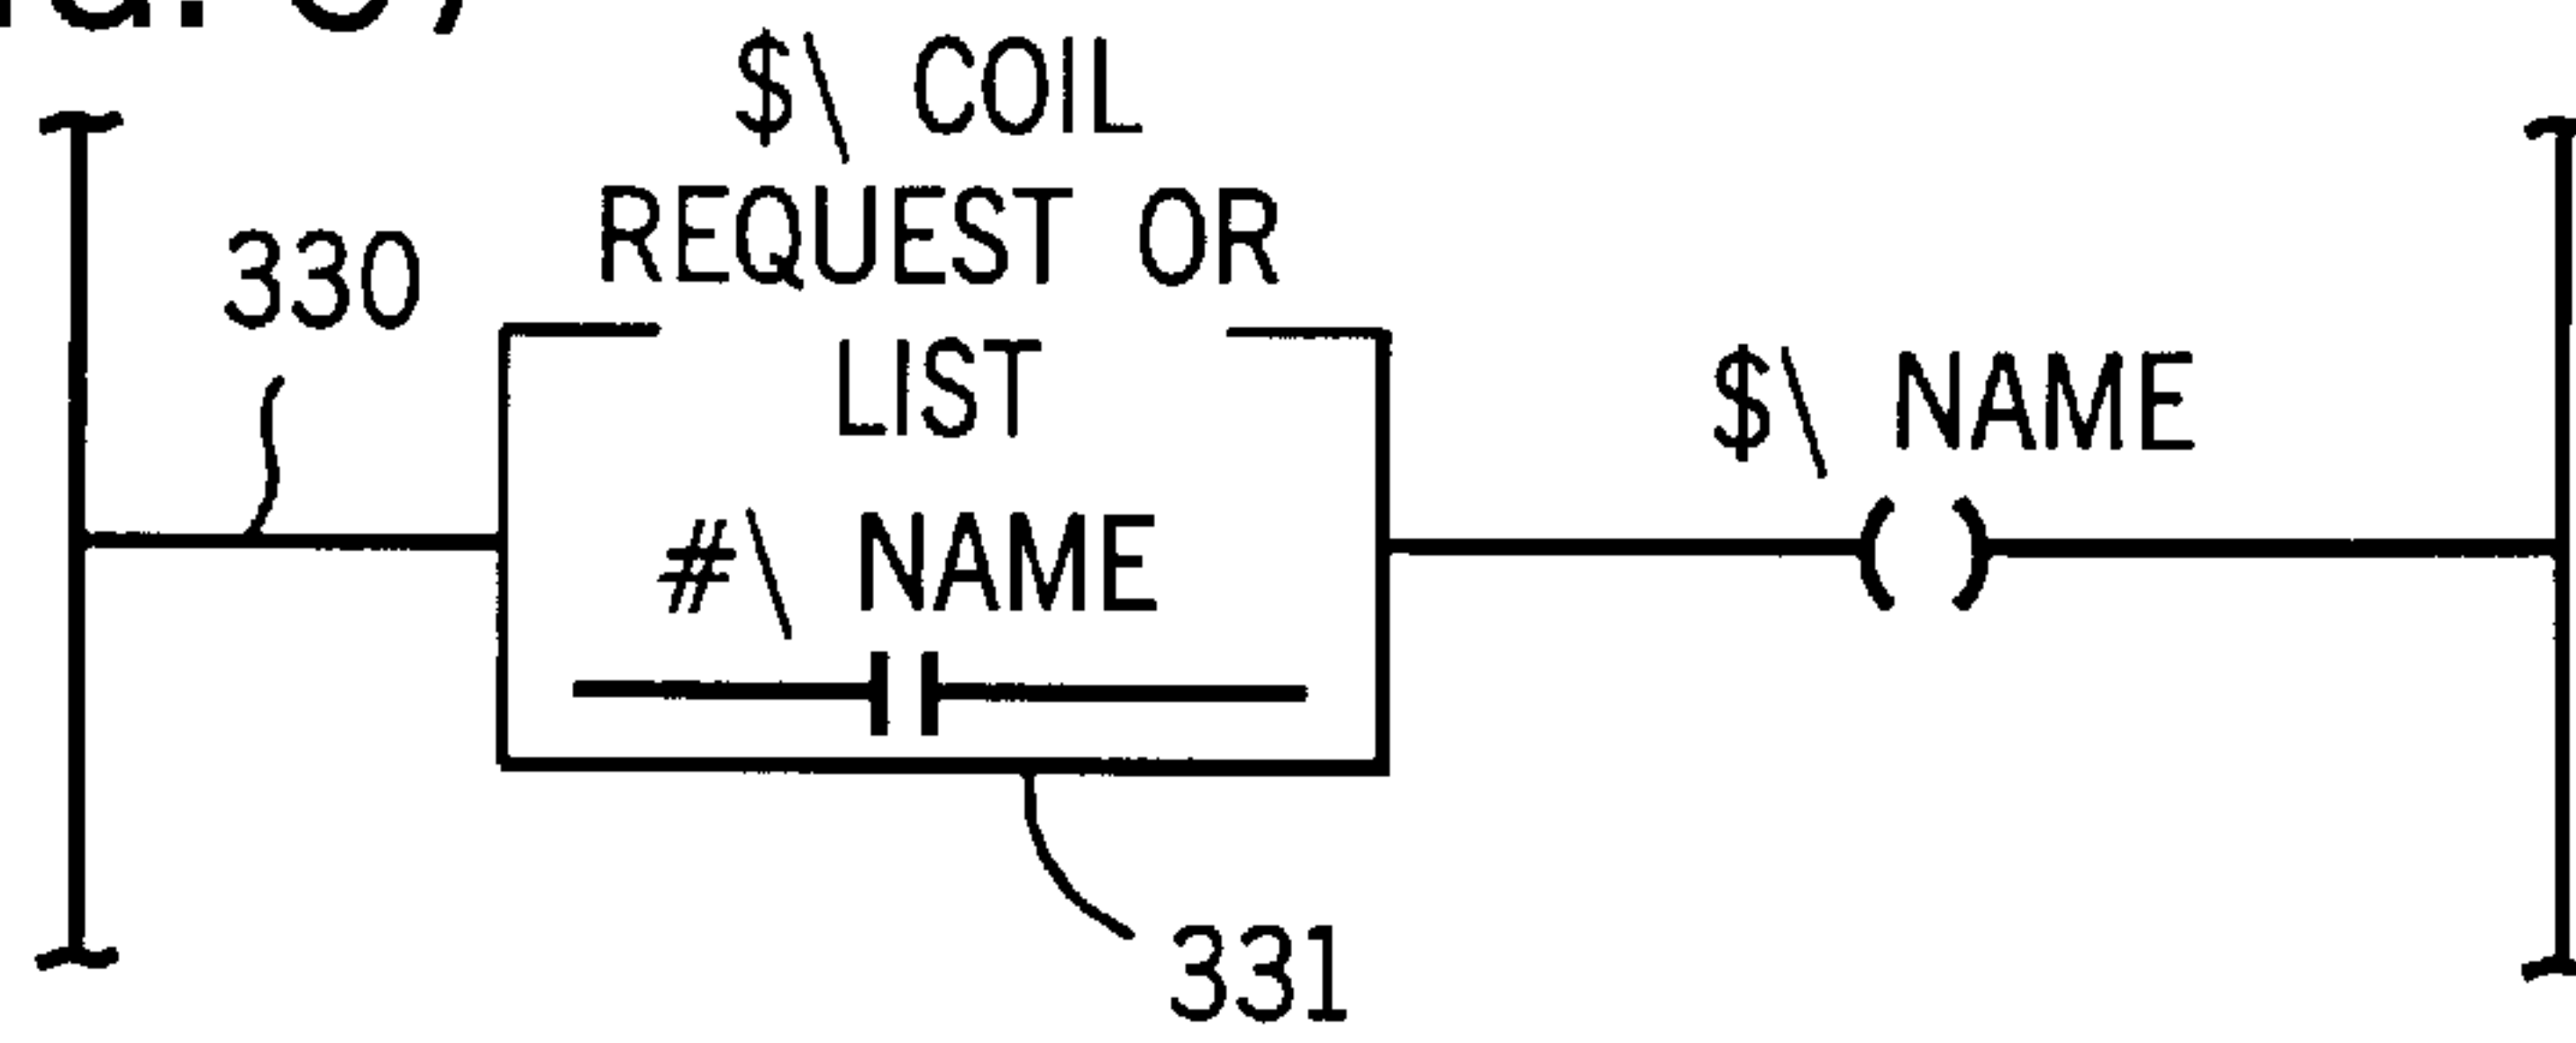 $\ COIL
REQUEST OR
330
LIST
$\ NAME
#\ NAME
331